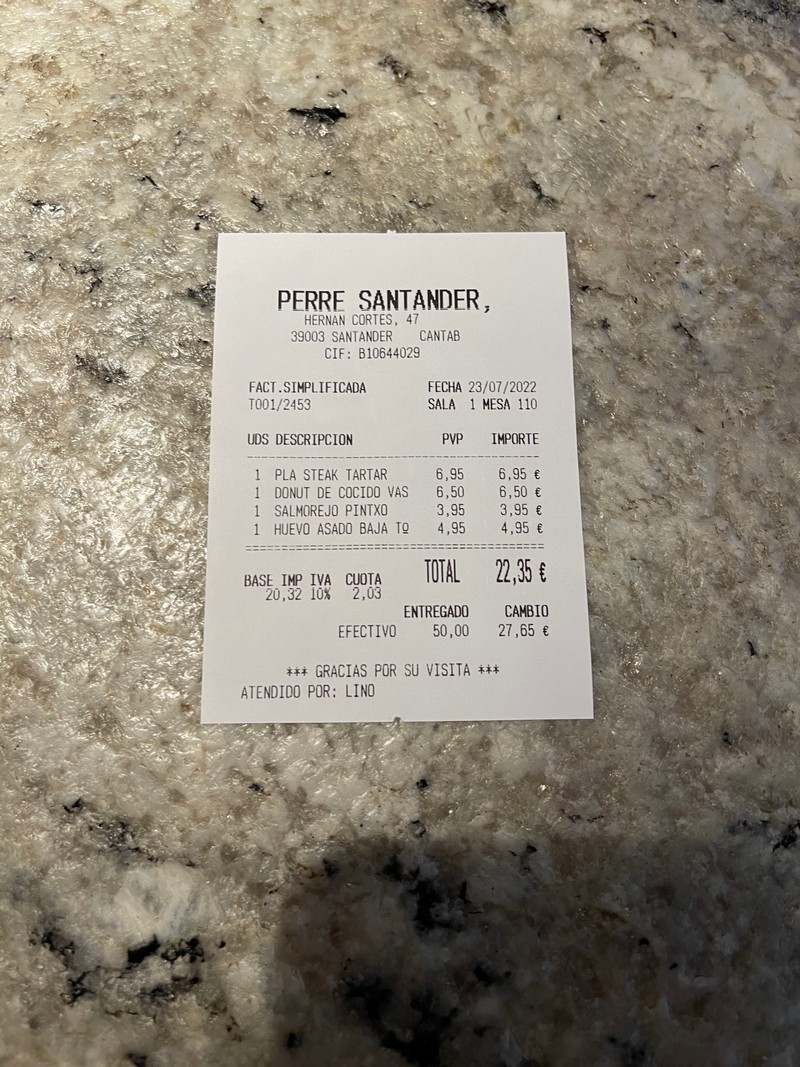 PERRE SANTANDER,
HERNAN CORTES, 47
39003 SANTANDER CANTAB
CIF: B10644029
FACT.SIMPLIFICADA FECHA 23/07/2022
T001/2453 SALA 1 MESA 110
UDS DESCRIPCION PVP IMPORTE
1 PLA STEAK TARTAR 6,95 6,95 €
1 DONUT DE COCIDO VAS 6,50 6,50 €
1 SALMOREJO PINTXO 3,95 3,95 €
1 HUEVO ASADO BAJA Tº 4,95 4,95 €
TOTAL 22,35 €
BASE IMP IVA CUOTA
20,32 10% 2,03
ENTREGADO CAMBIO
EFECTIVO 50,00 27,65 €
*** GRACIAS POR SU VISITA ***
ATENDIDO POR: LINO